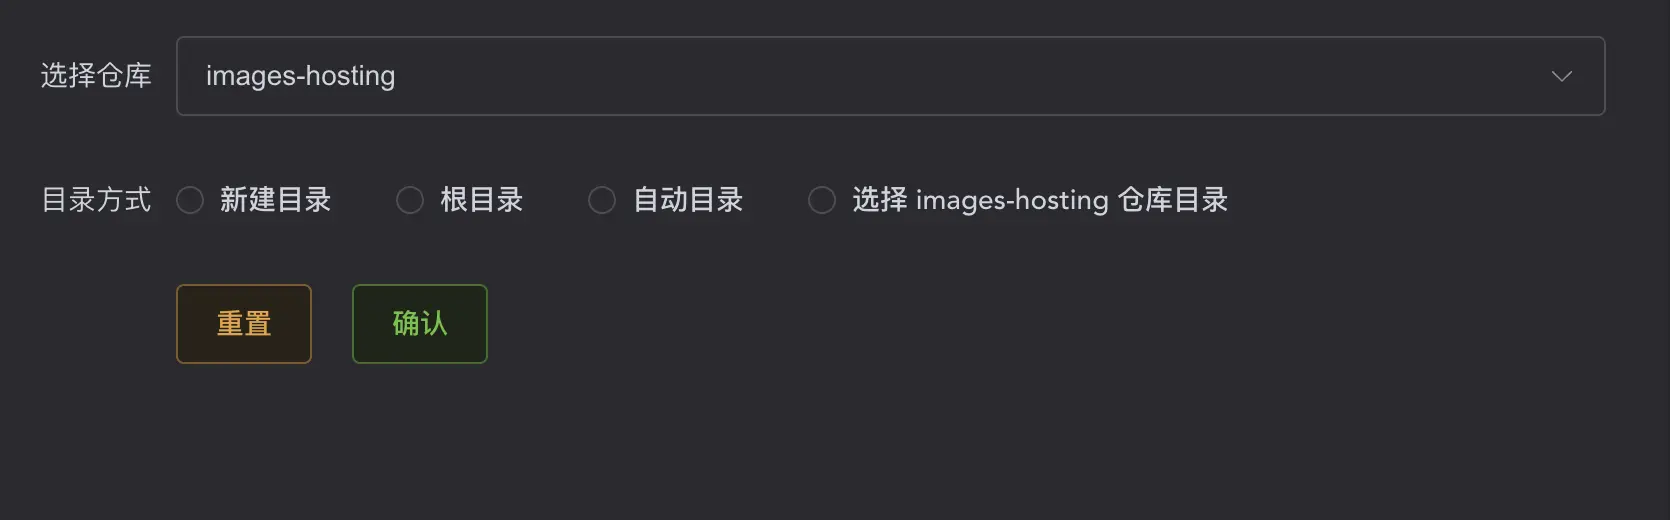 选择仓库 images-hosting
目录方式 新建目录 根目录 自动目录 选择 images-hosting 仓库目录
重置 确认